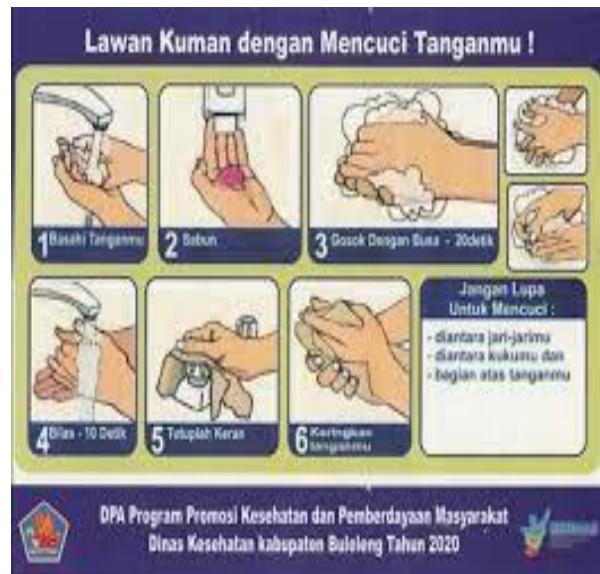 Lawan Kuman dengan Mencuci Tanganmu !
1 Basahi Tanganmu
2 Sabun
3 Gosok Dengan Busa - 20detik
4 Bilas - 10 Detik
5 Tutuplah Keran
6 Keringkan
tanganmu
Jangan Lupa
Untuk Mencuci :
- diantara jari-jarimu
- diantara kukumu dan
- bagian atas tanganmu
DPA Program Promosi Kesehatan dan Pemberdayaan Masyarakat
Dinas Kesehatan kabupaten Buleleng Tahun 2020